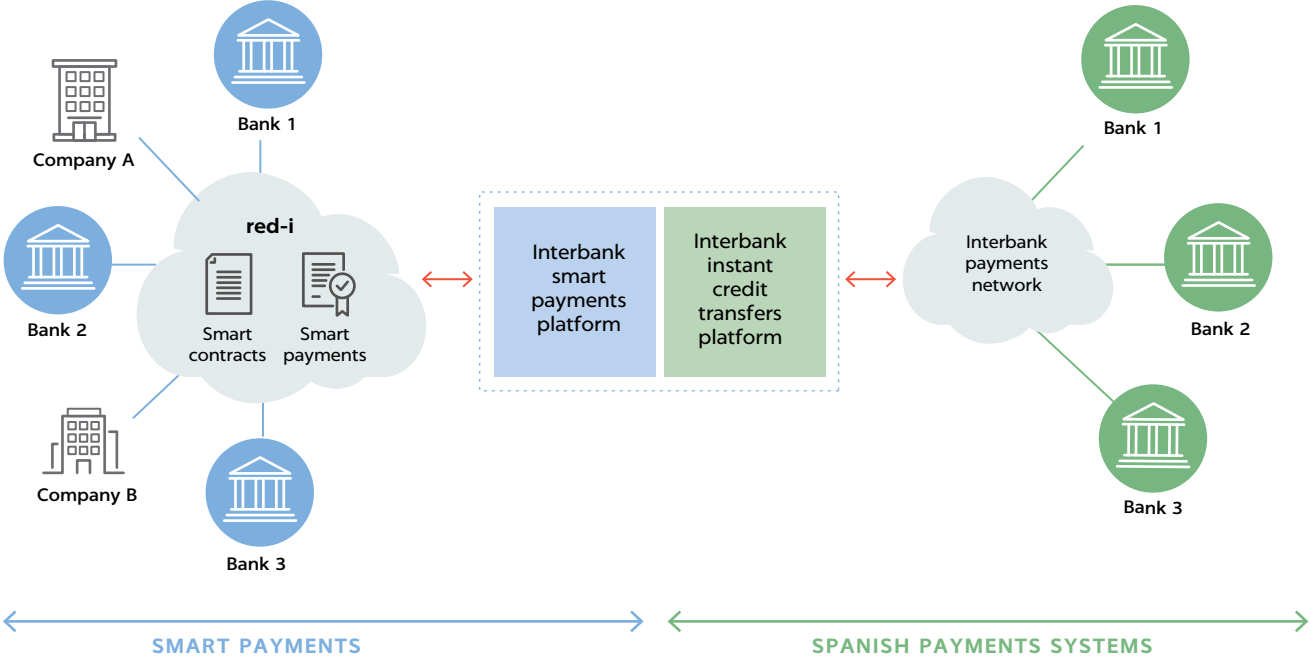 Bank 1
Company A
red-i
Bank 2
Smart
contracts
Smart
payments
Company B
Bank 3
Interbank
smart
payments
platform
Interbank
instant
credit
transfers
platform
Bank 1
Interbank
payments
network
Bank 2
Bank 3
SMART PAYMENTS
SPANISH PAYMENTS SYSTEMS